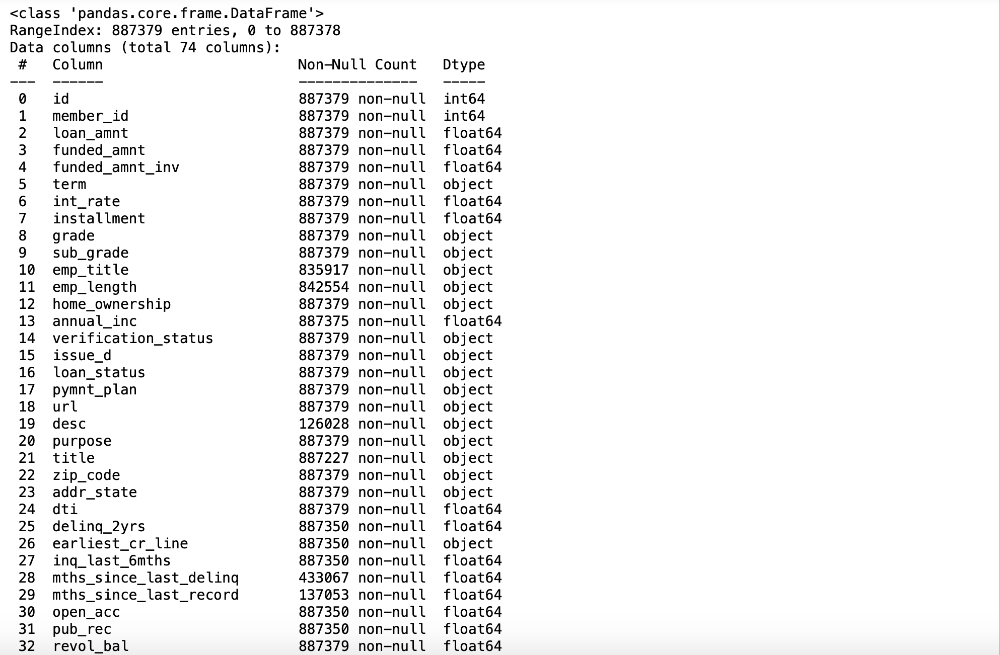 <class 'pandas.core.frame.DataFrame'>
RangeIndex: 887379 entries, 0 to 887378
Data columns (total 74 columns):
 #   Column                       Non-Null Count   Dtype
---  ------                       --------------   -----
 0   id                           887379 non-null  int64
 1   member_id                    887379 non-null  int64
 2   loan_amnt                    887379 non-null  float64
 3   funded_amnt                  887379 non-null  float64
 4   funded_amnt_inv              887379 non-null  float64
 5   term                         887379 non-null  object
 6   int_rate                     887379 non-null  float64
 7   installment                  887379 non-null  float64
 8   grade                        887379 non-null  object
 9   sub_grade                    887379 non-null  object
 10  emp_title                    835917 non-null  object
 11  emp_length                   842554 non-null  object
 12  home_ownership               887379 non-null  object
 13  annual_inc                   887375 non-null  float64
 14  verification_status          887379 non-null  object
 15  issue_d                      887379 non-null  object
 16  loan_status                  887379 non-null  object
 17  pymnt_plan                   887379 non-null  object
 18  url                          887379 non-null  object
 19  desc                         126028 non-null  object
 20  purpose                      887379 non-null  object
 21  title                        887227 non-null  object
 22  zip_code                     887379 non-null  object
 23  addr_state                   887379 non-null  object
 24  dti                          887379 non-null  float64
 25  delinq_2yrs                  887350 non-null  float64
 26  earliest_cr_line             887350 non-null  object
 27  inq_last_6mths               887350 non-null  float64
 28  mths_since_last_delinq       433067 non-null  float64
 29  mths_since_last_record       137053 non-null  float64
 30  open_acc                     887350 non-null  float64
 31  pub_rec                      887350 non-null  float64
 32  revol_bal                    887379 non-null  float64